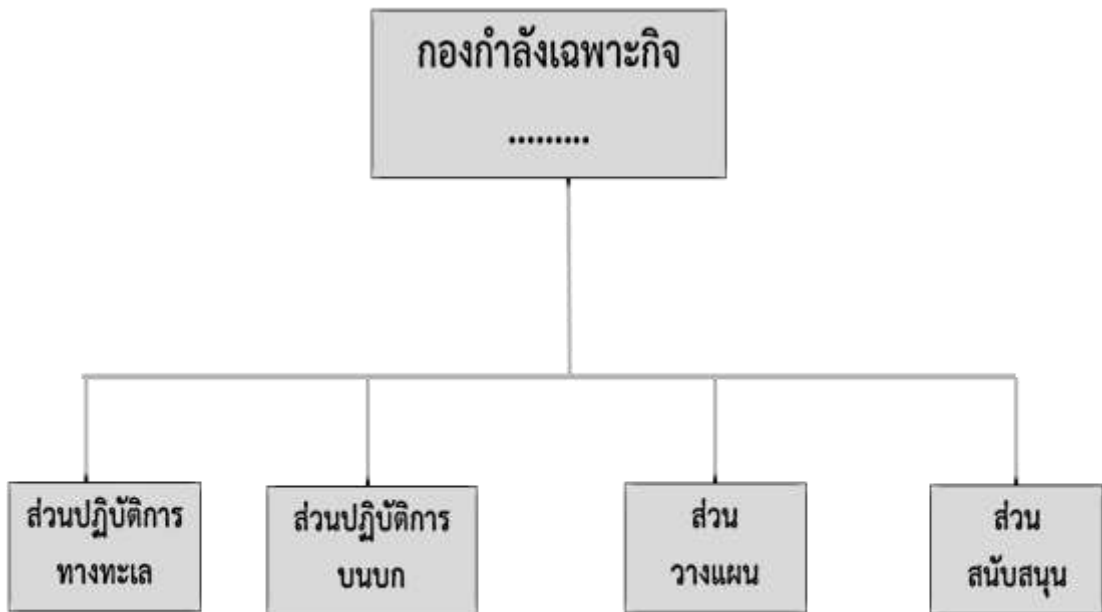 กองกำลังเฉพาะกิจ
.........
ส่วนปฏิบัติการ
ทางทะเล
ส่วนปฏิบัติการ
บนบก
ส่วน
วางแผน
ส่วน
สนับสนุน